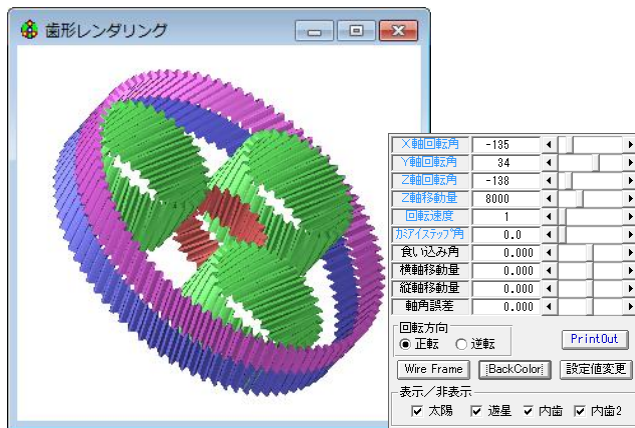 歯形レンダリング
X軸回転角 -135
Y軸回転角 34
Z軸回転角 -138
Z軸移動量 8000
回転速度 1
ｶﾐｱｲｽﾃｯﾌﾟ角 0.0
食い込み角 0.000
横軸移動量 0.000
縦軸移動量 0.000
軸角誤差 0.000
回転方向
正転 逆転
PrintOut
Wire Frame BackColor 設定値変更
表示／非表示
太陽 遊星 内歯 内歯2